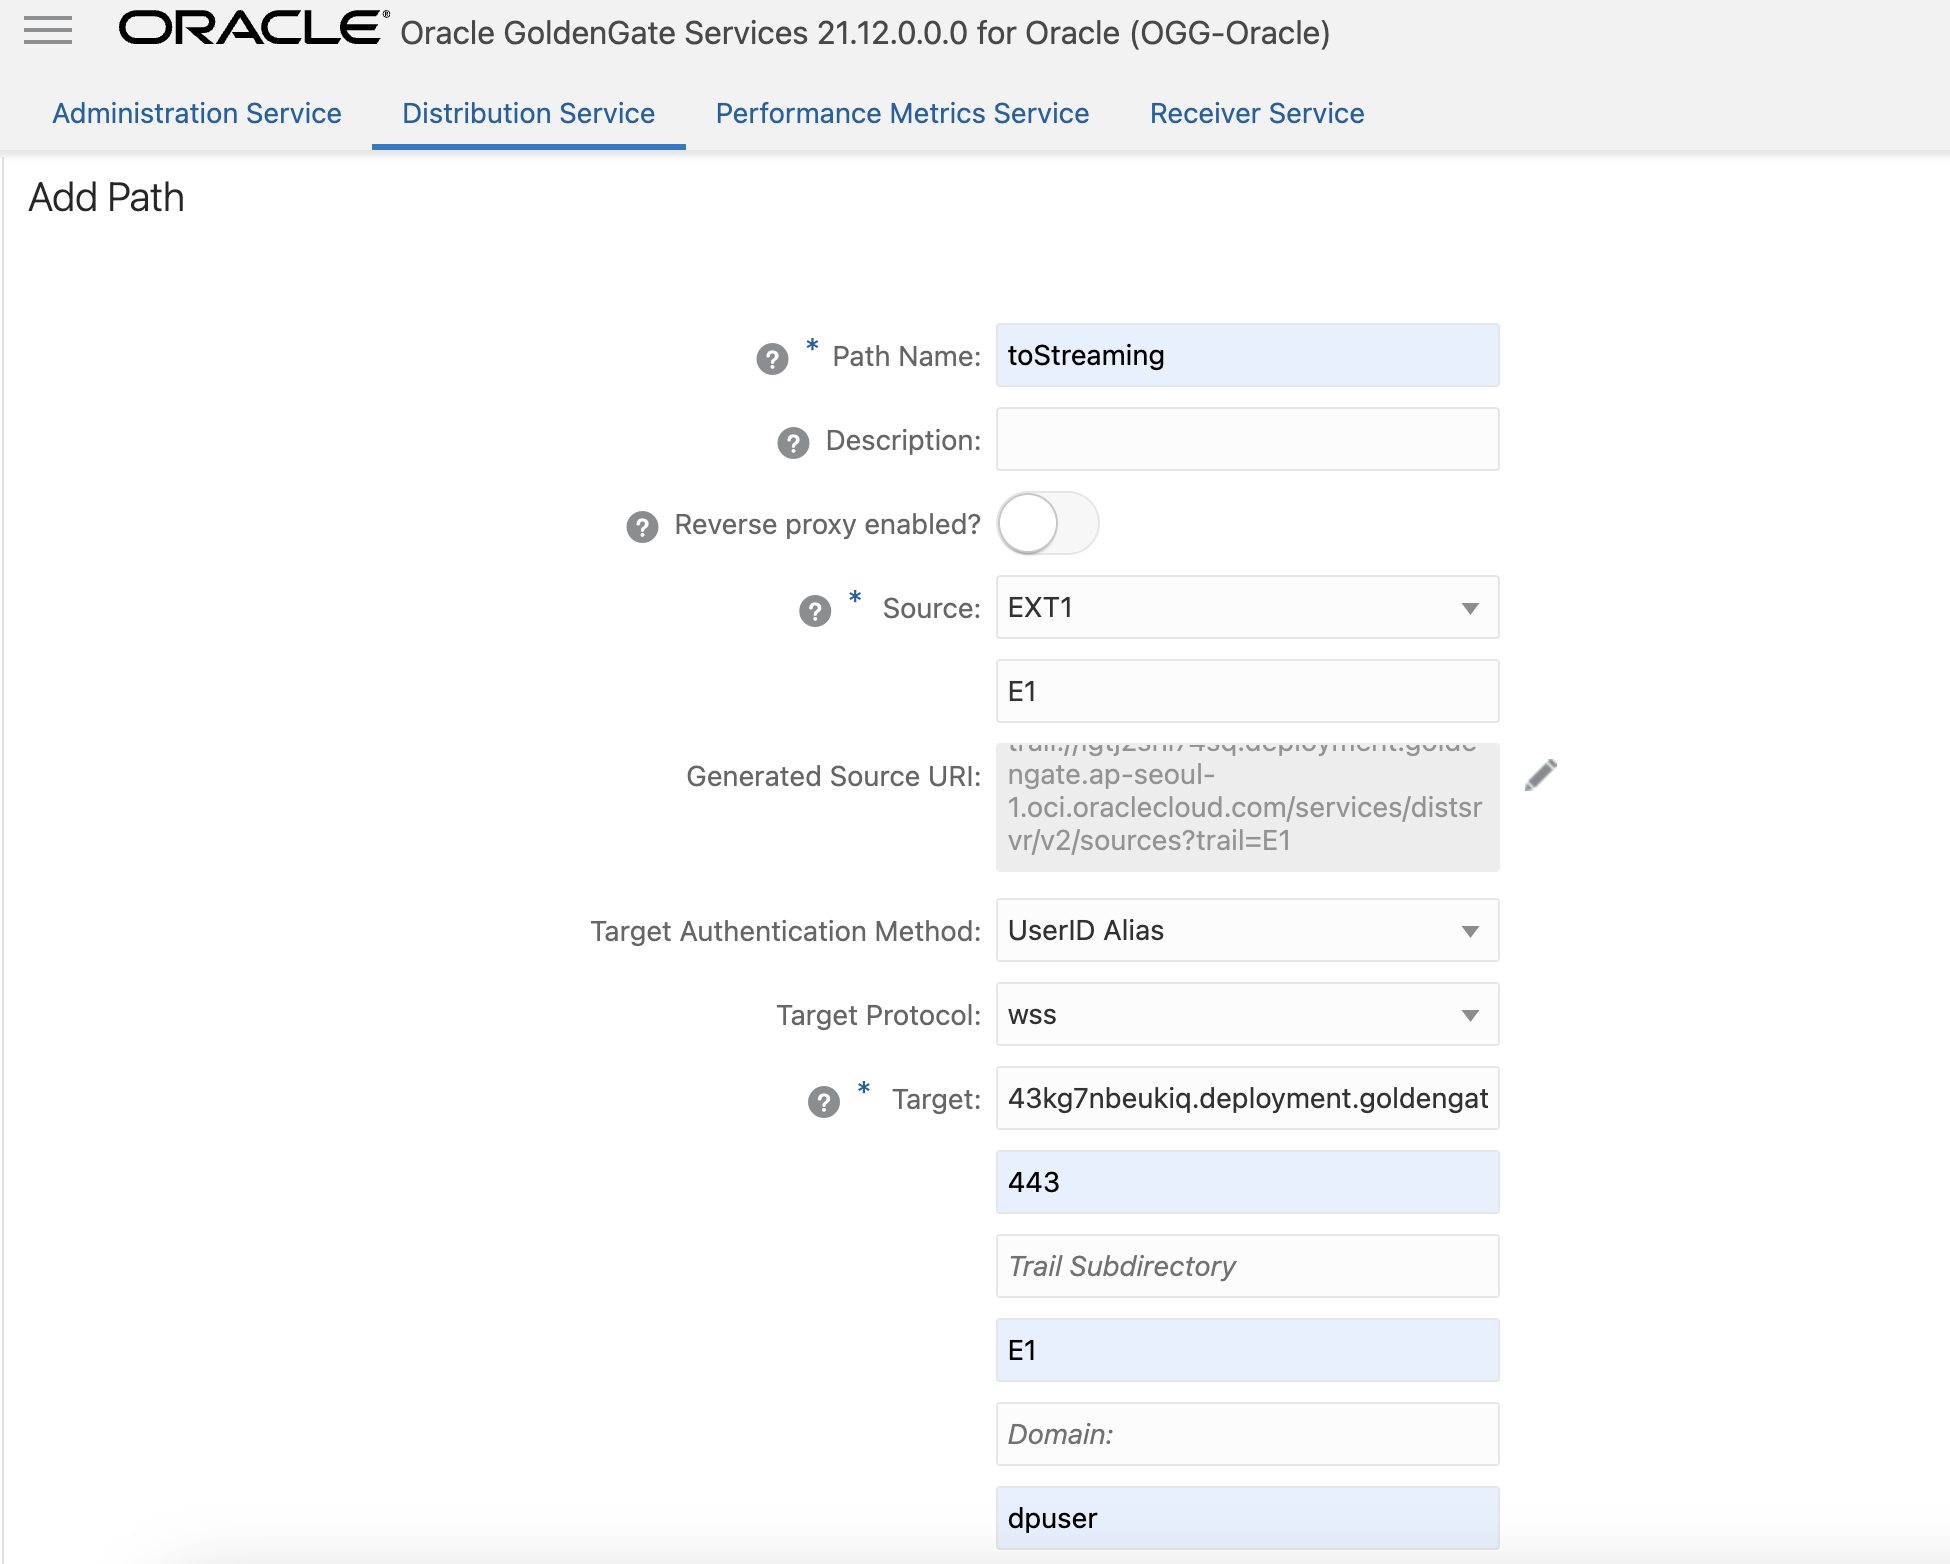 ORACLE® Oracle GoldenGate Services 21.12.0.0.0 for Oracle (OGG-Oracle)
Administration Service Distribution Service Performance Metrics Service Receiver Service
Add Path
? * Path Name: toStreaming
? Description:
? Reverse proxy enabled?
? * Source: EXT1
E1
Generated Source URI:
ngate.ap-seoul-
1.oci.oraclecloud.com/services/distsr
vr/v2/sources?trail=E1
Target Authentication Method: UserID Alias
Target Protocol: wss
? * Target: 43kg7nbeukiq.deployment.goldengat
443
Trail Subdirectory
E1
Domain:
dpuser